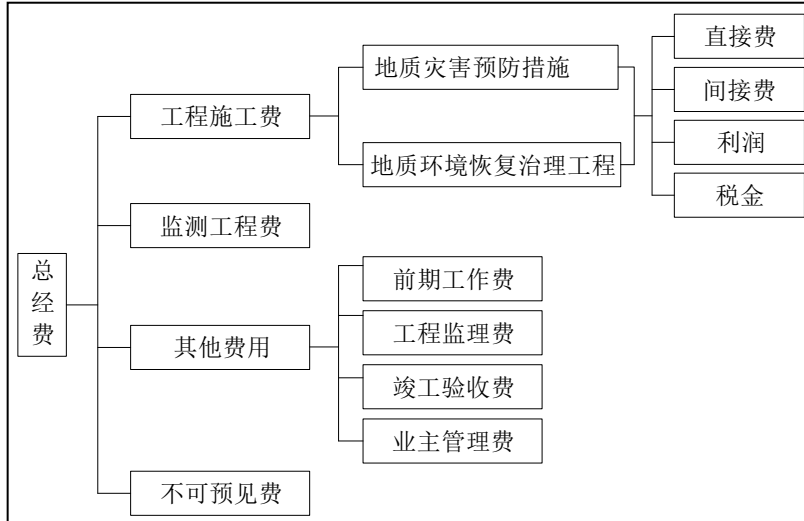 总经费
工程施工费
地质灾害预防措施
地质环境恢复治理工程
直接费
间接费
利润
税金
监测工程费
其他费用
前期工作费
工程监理费
竣工验收费
业主管理费
不可预见费